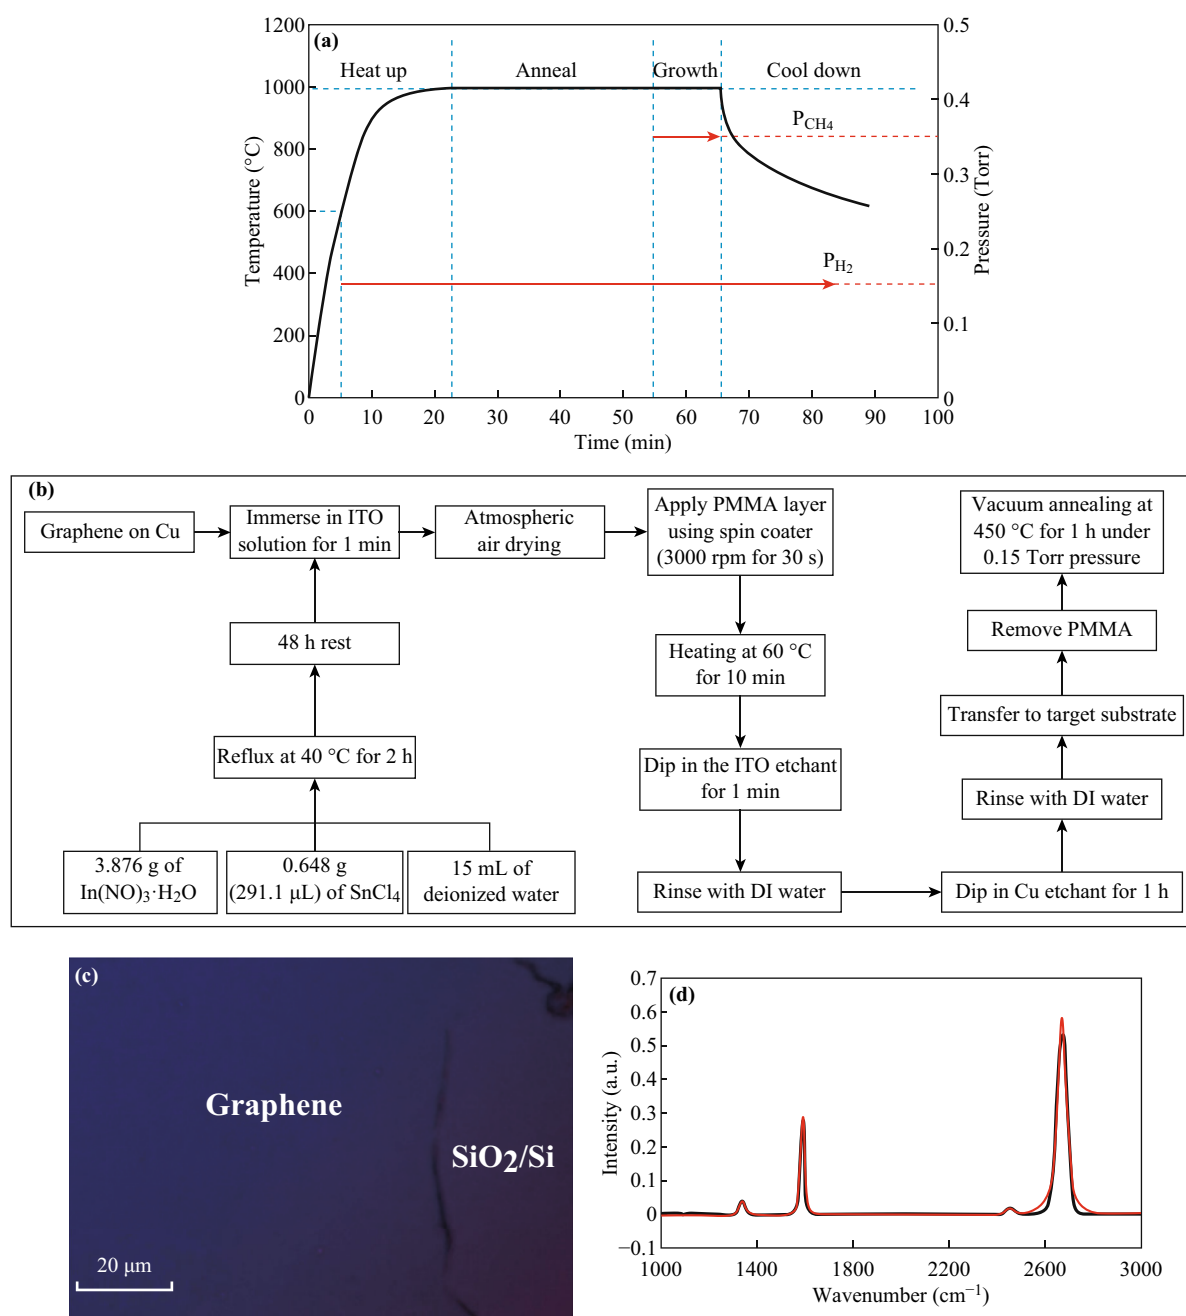 (a)
1200
1000
800
600
400
200
0
Temperature (°C)
0.5
0.4
0.3
0.2
0.1
0
Pressure (Torr)
Heat up
Anneal
Growth
Cool down
P_CH4
P_H2
0 10 20 30 40 50 60 70 80 90 100
Time (min)
(b)
Graphene on Cu
Immerse in ITO
solution for 1 min
Atmospheric
air drying
Apply PMMA layer
using spin coater
(3000 rpm for 30 s)
Vacuum annealing at
450 °C for 1 h under
0.15 Torr pressure
48 h rest
Heating at 60 °C
for 10 min
Remove PMMA
Reflux at 40 °C for 2 h
Dip in the ITO etchant
for 1 min
Transfer to target substrate
Rinse with DI water
3.876 g of
In(NO)3·H2O
0.648 g
(291.1 μL) of SnCl4
15 mL of
deionized water
Rinse with DI water
Dip in Cu etchant for 1 h
(c)
Graphene
SiO2/Si
20 μm
(d)
0.7
0.6
0.5
0.4
0.3
0.2
0.1
0
−0.1
Intensity (a.u.)
1000 1400 1800 2200 2600 3000
Wavenumber (cm−1)